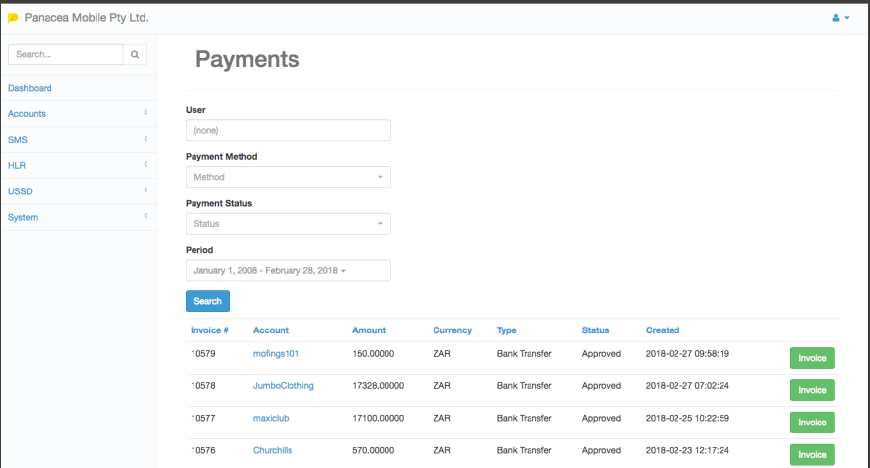 Panacea Mobile Pty Ltd.
Search...
Dashboard
Accounts
SMS
HLR
USSD
System
Payments
User
(none)
Payment Method
Method
Payment Status
Status
Period
January 1, 2008 - February 28, 2018
Search
Invoice # Account Amount Currency Type Status Created
10579 mofings101 150.00000 ZAR Bank Transfer Approved 2018-02-27 09:58:19 Invoice
10578 JumboClothing 17328.00000 ZAR Bank Transfer Approved 2018-02-27 07:02:24 Invoice
10577 maxiclub 17100.00000 ZAR Bank Transfer Approved 2018-02-25 10:22:59 Invoice
10576 Churchills 570.00000 ZAR Bank Transfer Approved 2018-02-23 12:17:24 Invoice